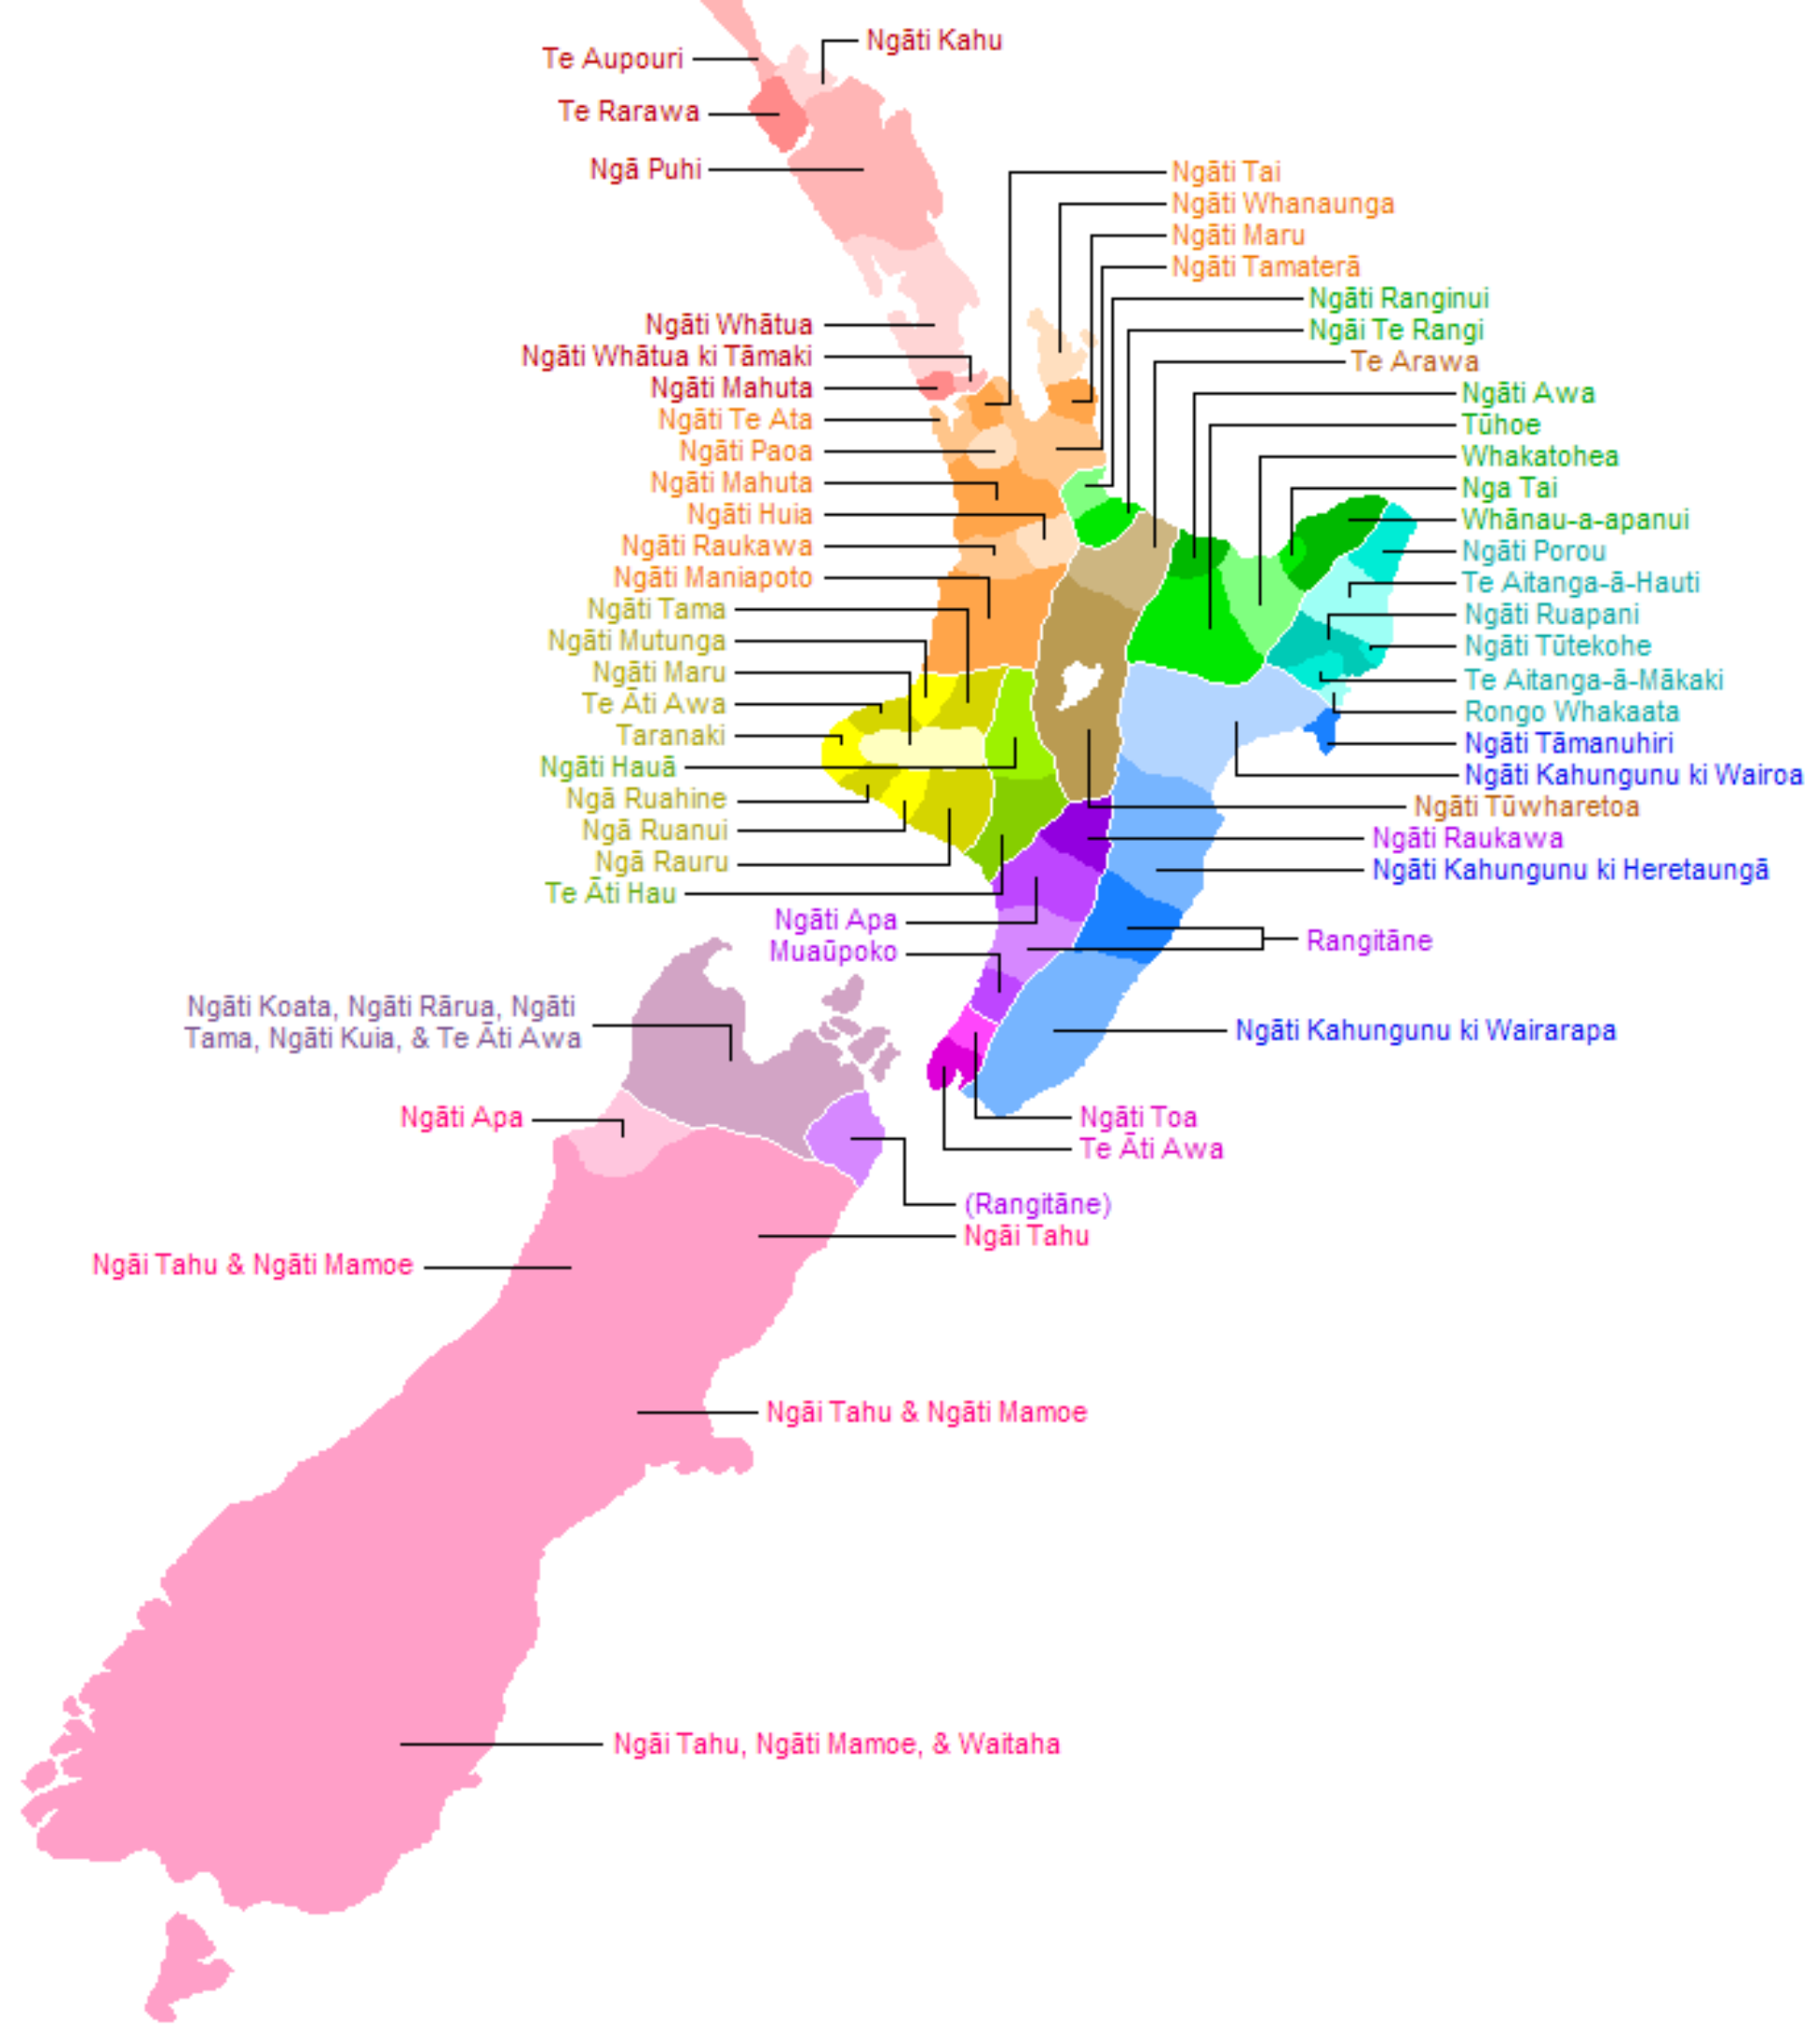 Ngāti Kahu
Te Aupouri
Te Rarawa
Ngā Puhi
Ngāti Tai
Ngāti Whanaunga
Ngāti Maru
Ngāti Tamaterā
Ngāti Ranginui
Ngāi Te Rangi
Te Arawa
Ngāti Awa
Tūhoe
Whakatohea
Nga Tai
Whānau-a-apanui
Ngāti Porou
Te Aitanga-ā-Hauti
Ngāti Ruapani
Ngāti Tūtekohe
Te Aitanga-ā-Mākaki
Rongo Whakaata
Ngāti Tāmanuhiri
Ngāti Kahungunu ki Wairoa
Ngāti Tūwharetoa
Ngāti Raukawa
Ngāti Kahungunu ki Heretaungā
Rangitāne
Ngāti Kahungunu ki Wairarapa
Ngāti Whātua
Ngāti Whātua ki Tāmaki
Ngāti Mahuta
Ngāti Te Ata
Ngāti Paoa
Ngāti Mahuta
Ngāti Huia
Ngāti Raukawa
Ngāti Maniapoto
Ngāti Tama
Ngāti Mutunga
Ngāti Maru
Te Āti Awa
Taranaki
Ngāti Hauā
Ngā Ruahine
Ngā Ruanui
Ngā Rauru
Te Āti Hau
Ngāti Apa
Muaūpoko
Ngāti Koata, Ngāti Rārua, Ngāti
Tama, Ngāti Kuia, & Te Āti Awa
Ngāti Apa
Ngāti Toa
Te Āti Awa
(Rangitāne)
Ngāi Tahu
Ngāi Tahu & Ngāti Mamoe
Ngāi Tahu & Ngāti Mamoe
Ngāi Tahu, Ngāti Mamoe, & Waitaha